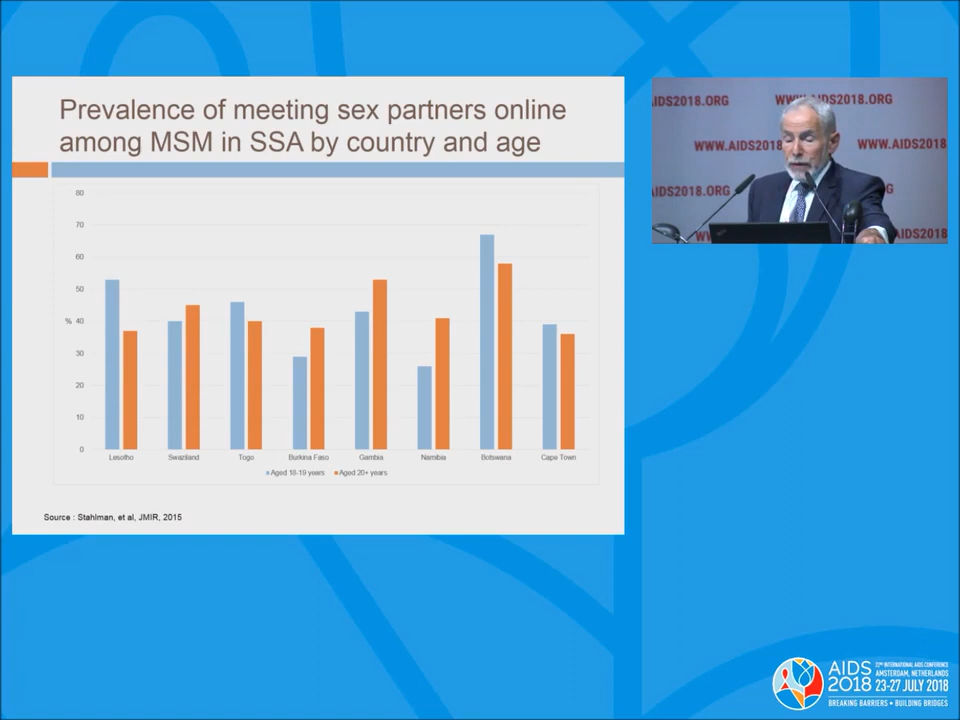 Prevalence of meeting sex partners online
among MSM in SSA by country and age
80
70
60
50
% 40
30
20
10
0
Lesotho Swaziland Togo Burkina Faso Gambia Namibia Botswana Cape Town
Aged 18-19 years Aged 20+ years
Source : Stahlman, et al, JMIR, 2015
AIDS2018.ORG WWW.AIDS2018.ORG
WWW.AIDS2018 WWW.AIDS2018
AIDS2018.ORG G
W AIDS2018
AIDS
2018
22ND INTERNATIONAL AIDS CONFERENCE
AMSTERDAM, NETHERLANDS
23-27 JULY 2018
BREAKING BARRIERS • BUILDING BRIDGES